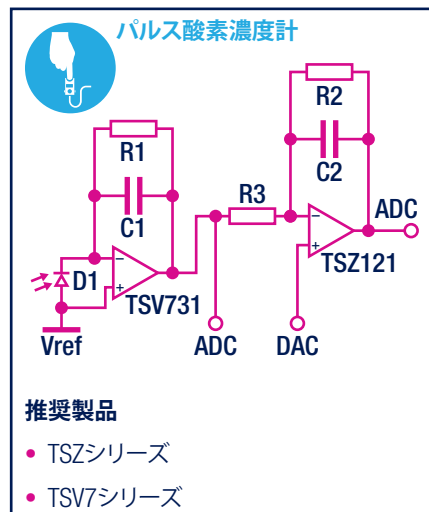 パルス酸素濃度計
R2
R1
C2
R3
C1
ADC
−
+
−
+
D1
TSZ121
TSV731
Vref
ADC
DAC
推奨製品
• TSZシリーズ
• TSV7シリーズ